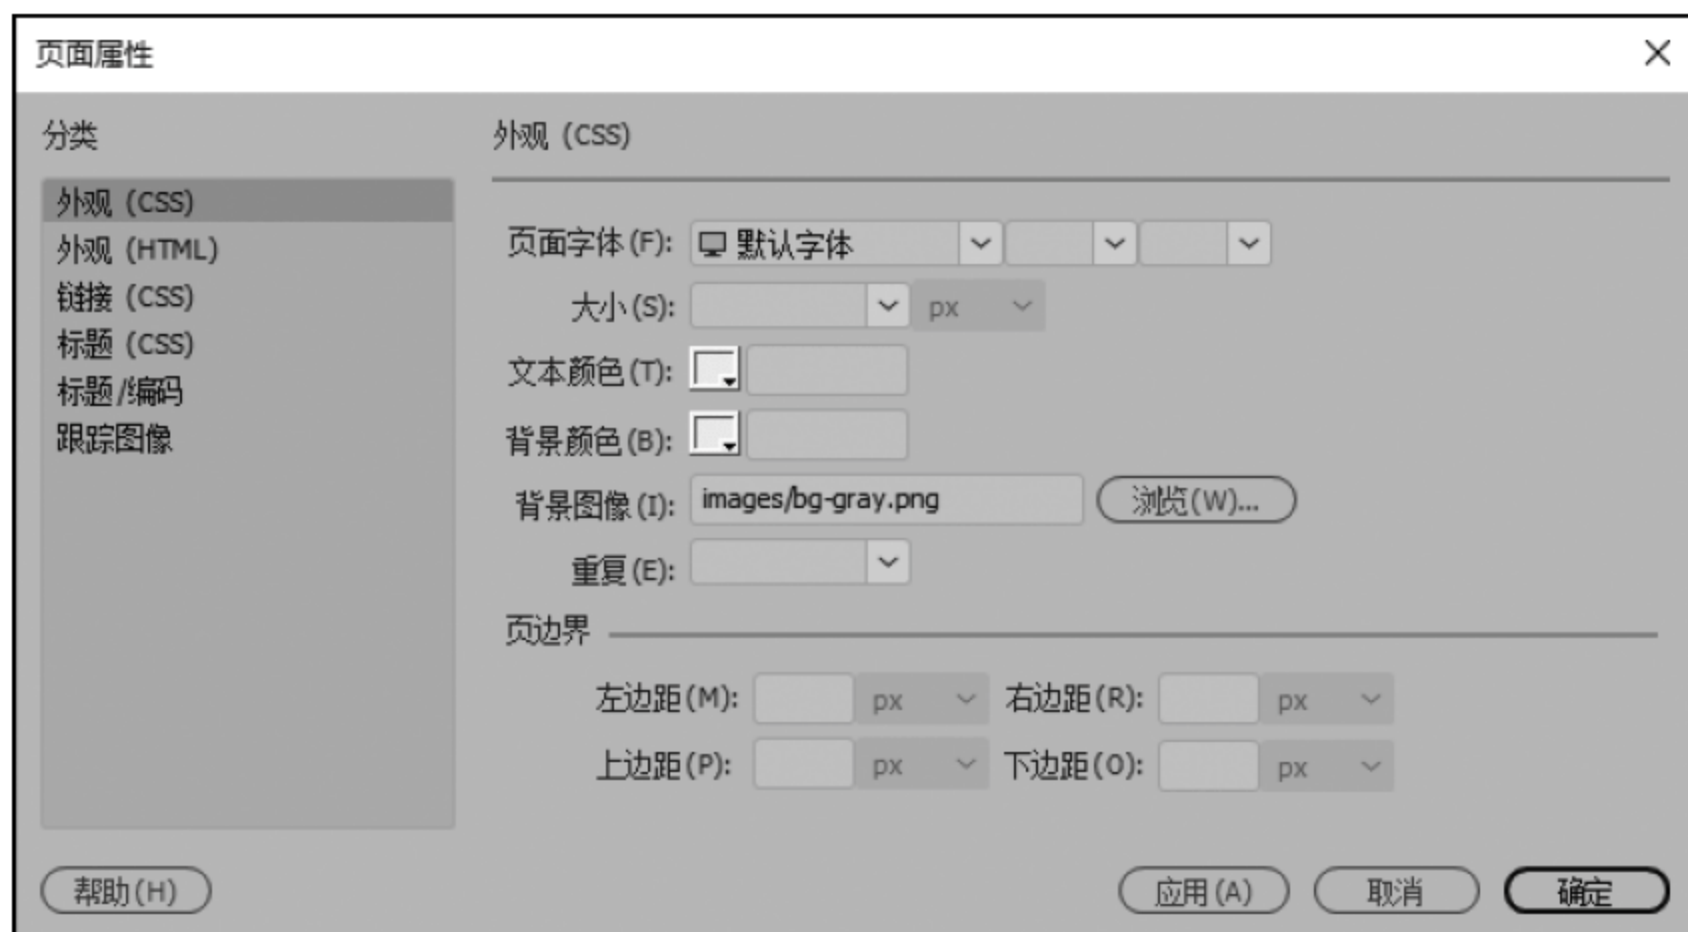 页面属性
分类
外观 (CSS)
外观 (HTML)
链接 (CSS)
标题 (CSS)
标题/编码
跟踪图像
外观 (CSS)
页面字体(F): 默认字体
大小(S): px
文本颜色(T):
背景颜色(B):
背景图像(I): images/bg-gray.png 浏览(W)...
重复(E):
页边界
左边距(M): px 右边距(R): px
上边距(P): px 下边距(O): px
帮助(H) 应用(A) 取消 确定